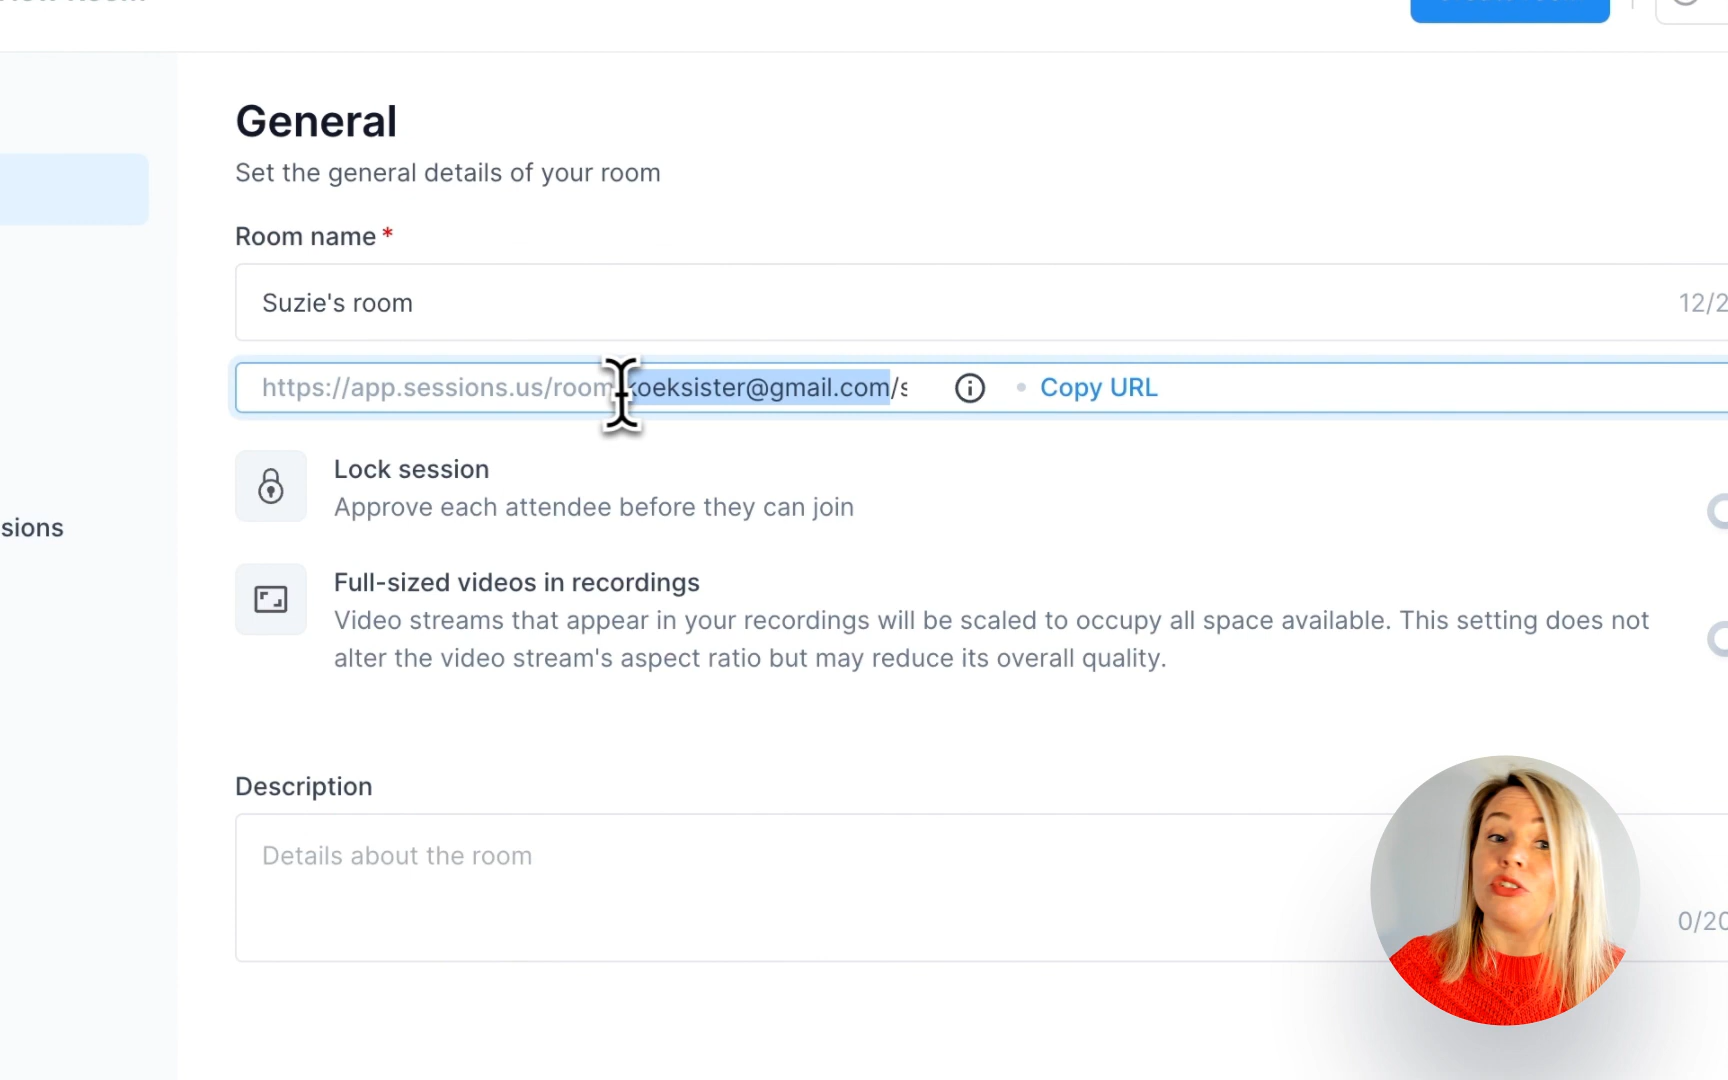 General
Set the general details of your room
Room name *
Suzie's room
12/2
https://app.sessions.us/room
koeksister@gmail.com/s
Copy URL
Lock session
Approve each attendee before they can join
sions
Full-sized videos in recordings
Video streams that appear in your recordings will be scaled to occupy all space available. This setting does not
alter the video stream's aspect ratio but may reduce its overall quality.
Description
Details about the room
0/20